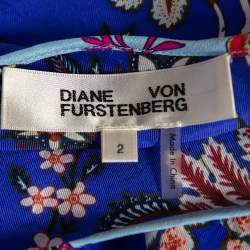 DIANE VON
FURSTENBERG
2
Made In China